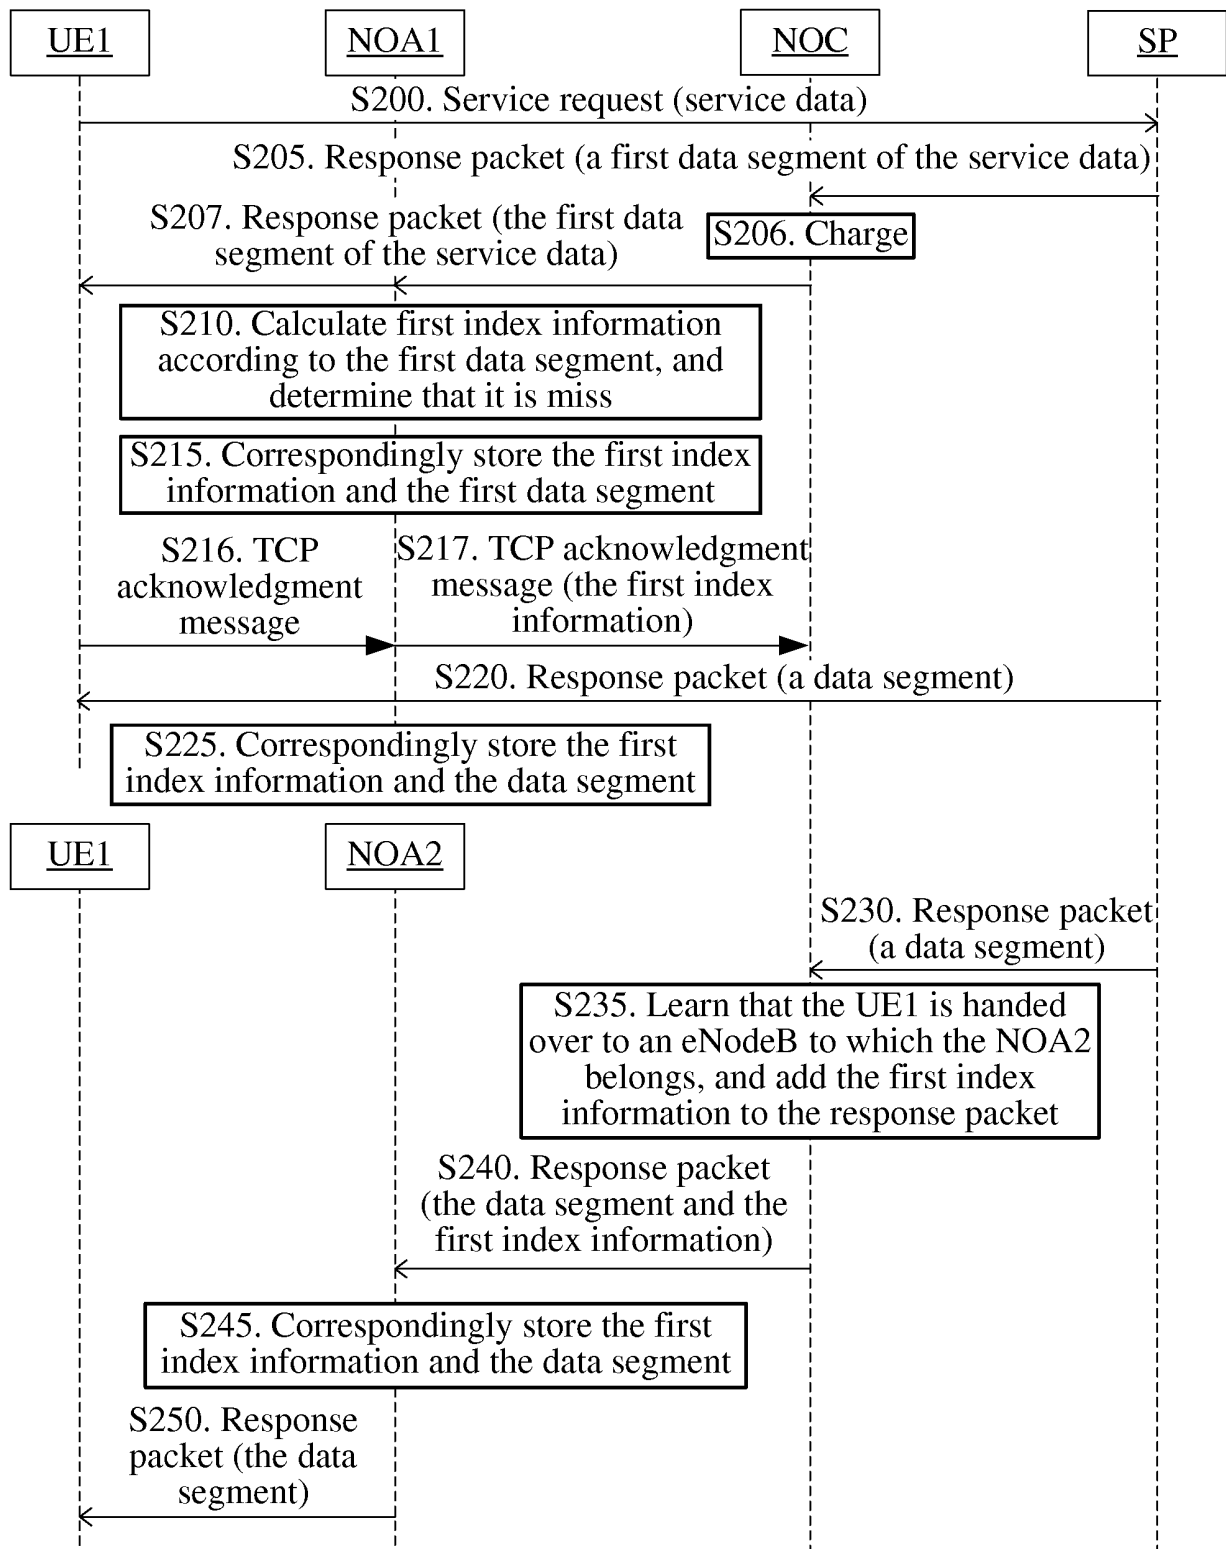 UE1
NOA1
NOC
SP
S200. Service request (service data)
S205. Response packet (a first data segment of the service data)
S207. Response packet (the first data
segment of the service data)
S206. Charge
S210. Calculate first index information
according to the first data segment, and
determine that it is miss
S215. Correspondingly store the first index
information and the first data segment
S216. TCP
acknowledgment
message
S217. TCP acknowledgment
message (the first index
information)
S220. Response packet (a data segment)
S225. Correspondingly store the first
index information and the data segment
UE1
NOA2
S230. Response packet
(a data segment)
S235. Learn that the UE1 is handed
over to an eNodeB to which the NOA2
belongs, and add the first index
information to the response packet
S240. Response packet
(the data segment and the
first index information)
S245. Correspondingly store the first
index information and the data segment
S250. Response
packet (the data
segment)